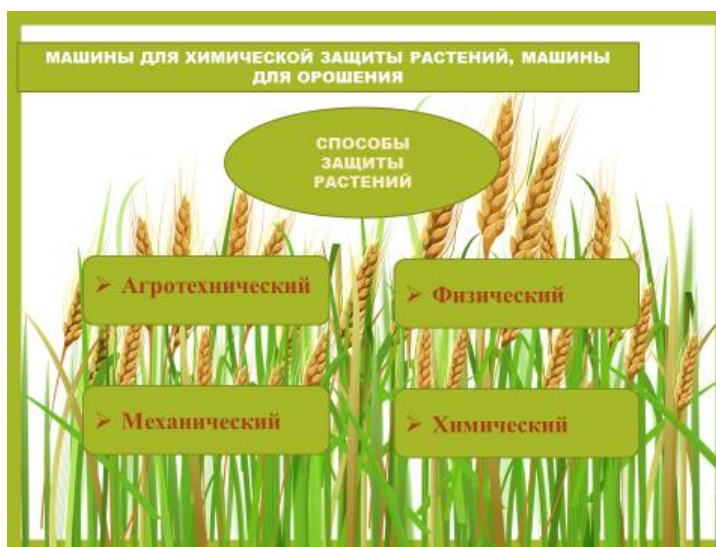 МАШИНЫ ДЛЯ ХИМИЧЕСКОЙ ЗАЩИТЫ РАСТЕНИЙ, МАШИНЫ
ДЛЯ ОРОШЕНИЯ
СПОСОБЫ
ЗАЩИТЫ
РАСТЕНИЙ
➢ Агротехнический
➢ Физический
➢ Механический
➢ Химический